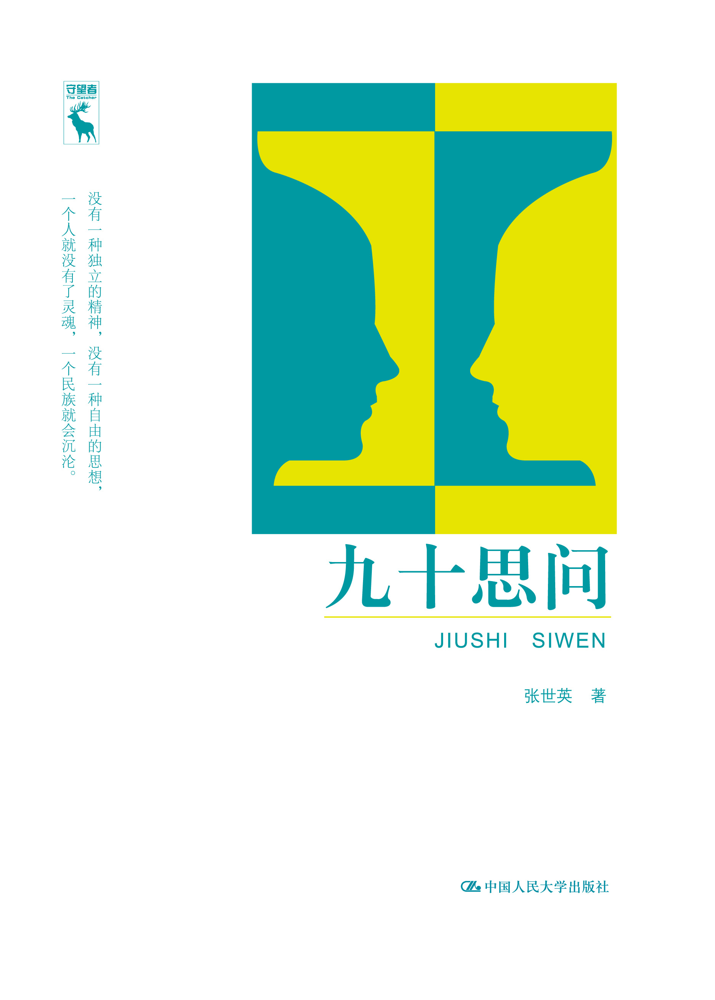 守望者
The Catcher
没有一种独立的精神，没有一种自由的思想，
一个人就没有了灵魂，一个民族就会沉沦。
九十思问
JIUSHI SIWEN
张世英 著
中国人民大学出版社